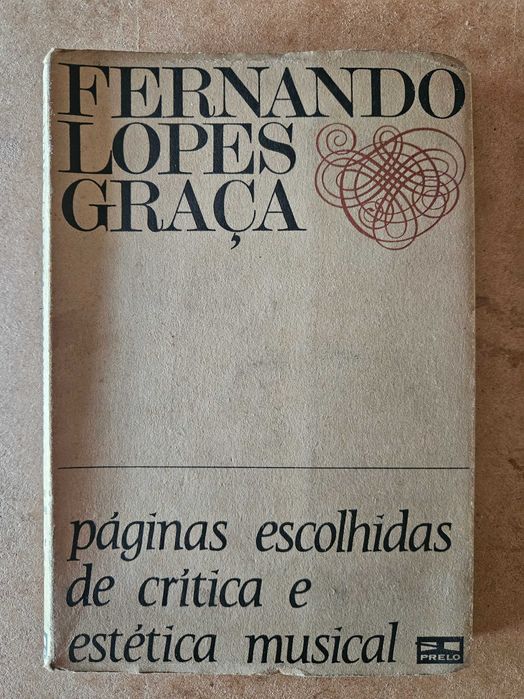 FERNANDO
LOPES
GRAÇA
páginas escolhidas
de crítica e
estética musical
PRELO